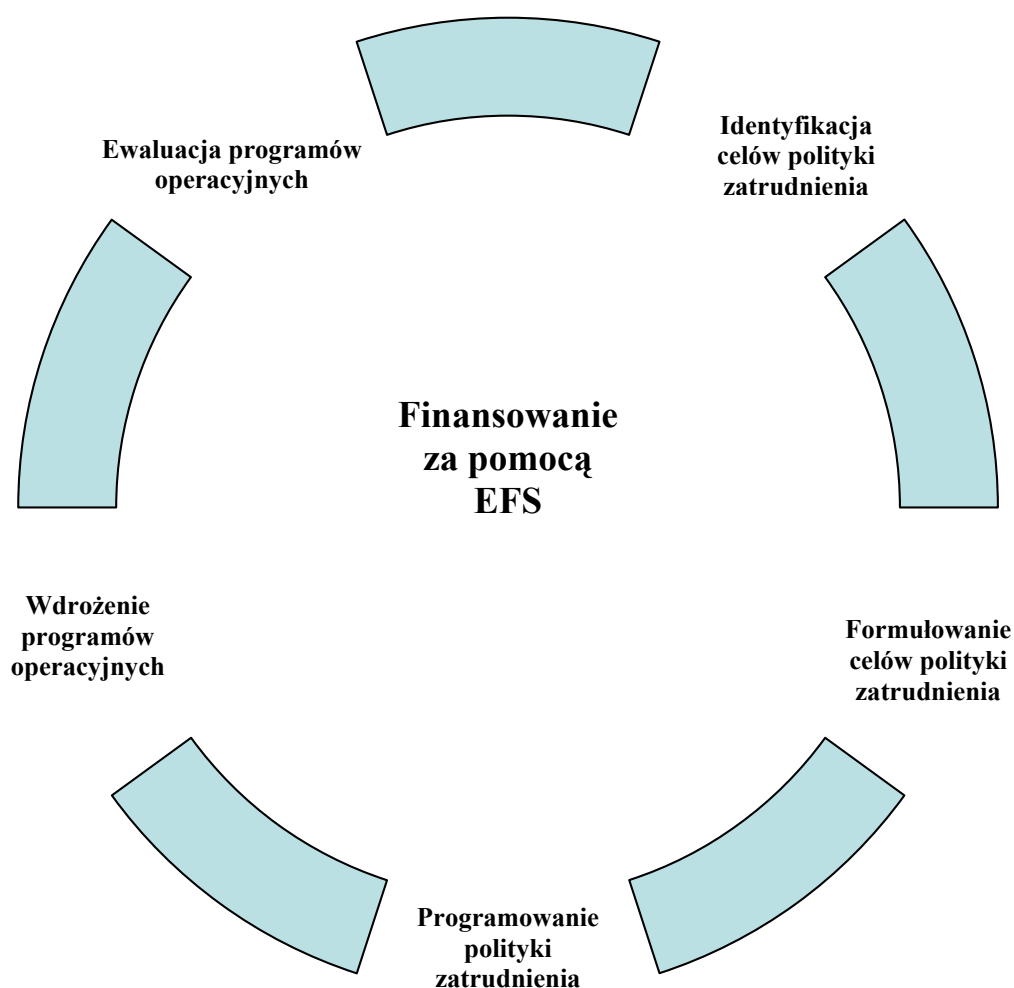 Ewaluacja programów
operacyjnych
Identyfikacja
celów polityki
zatrudnienia
Finansowanie
za pomocą
EFS
Wdrożenie
programów
operacyjnych
Formułowanie
celów polityki
zatrudnienia
Programowanie
polityki
zatrudnienia